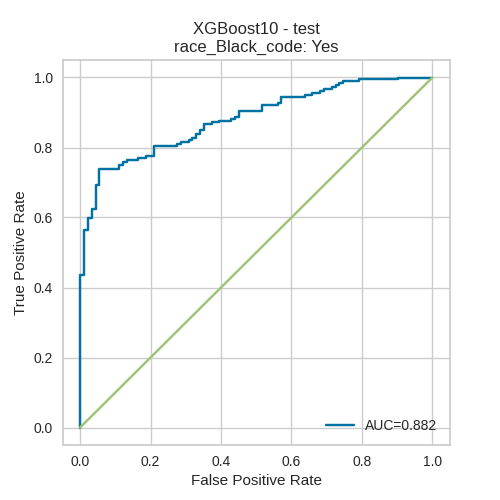 XGBoost10 - test
race_Black_code: Yes
True Positive Rate
1.0
0.8
0.6
0.4
0.2
0.0
AUC=0.882
0.0 0.2 0.4 0.6 0.8 1.0
False Positive Rate